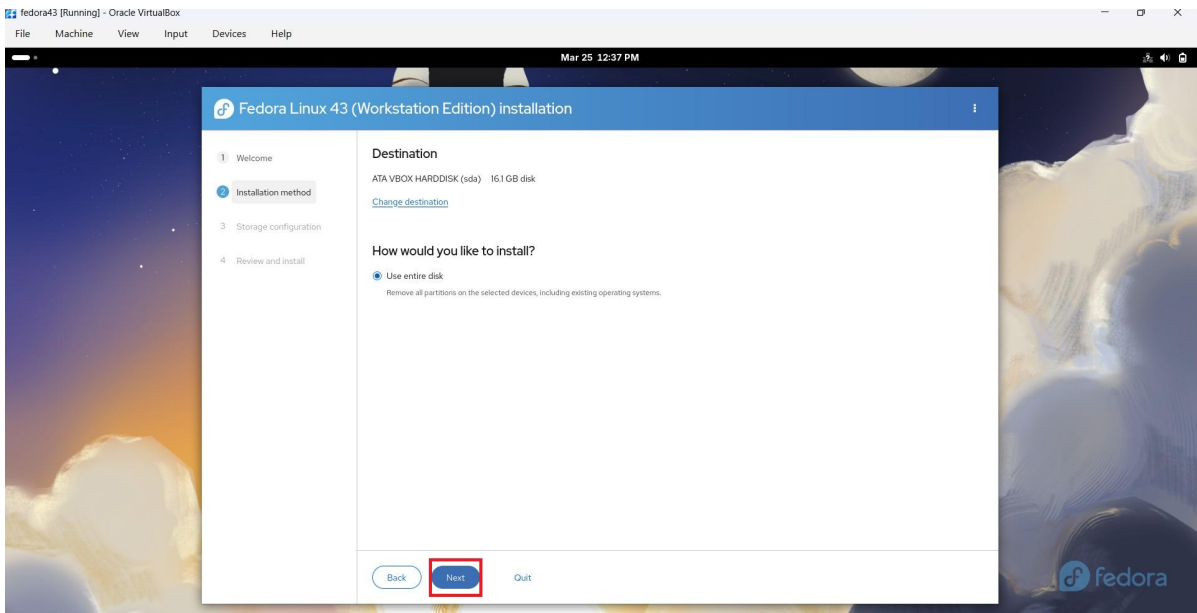 fedora43 [Running] - Oracle VirtualBox
File Machine View Input Devices Help
Mar 25 12:37 PM
Fedora Linux 43 (Workstation Edition) installation
1 Welcome
2 Installation method
3 Storage configuration
4 Review and install
Destination
ATA VBOX HARDDISK (sda) 16.1 GB disk
Change destination
How would you like to install?
Use entire disk
Remove all partitions on the selected devices, including existing operating systems.
Back Next Quit
fedora